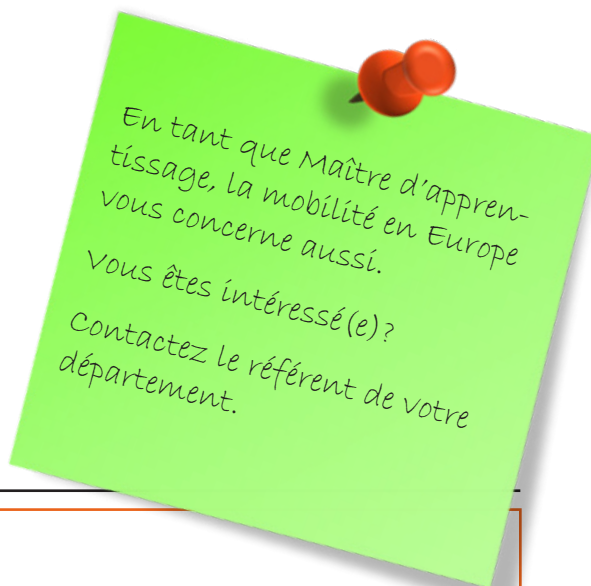 En tant que Maître d'appren-
tissage, la mobilité en Europe
vous concerne aussi.
Vous êtes intéressé(e)?
Contactez le référent de votre
département.